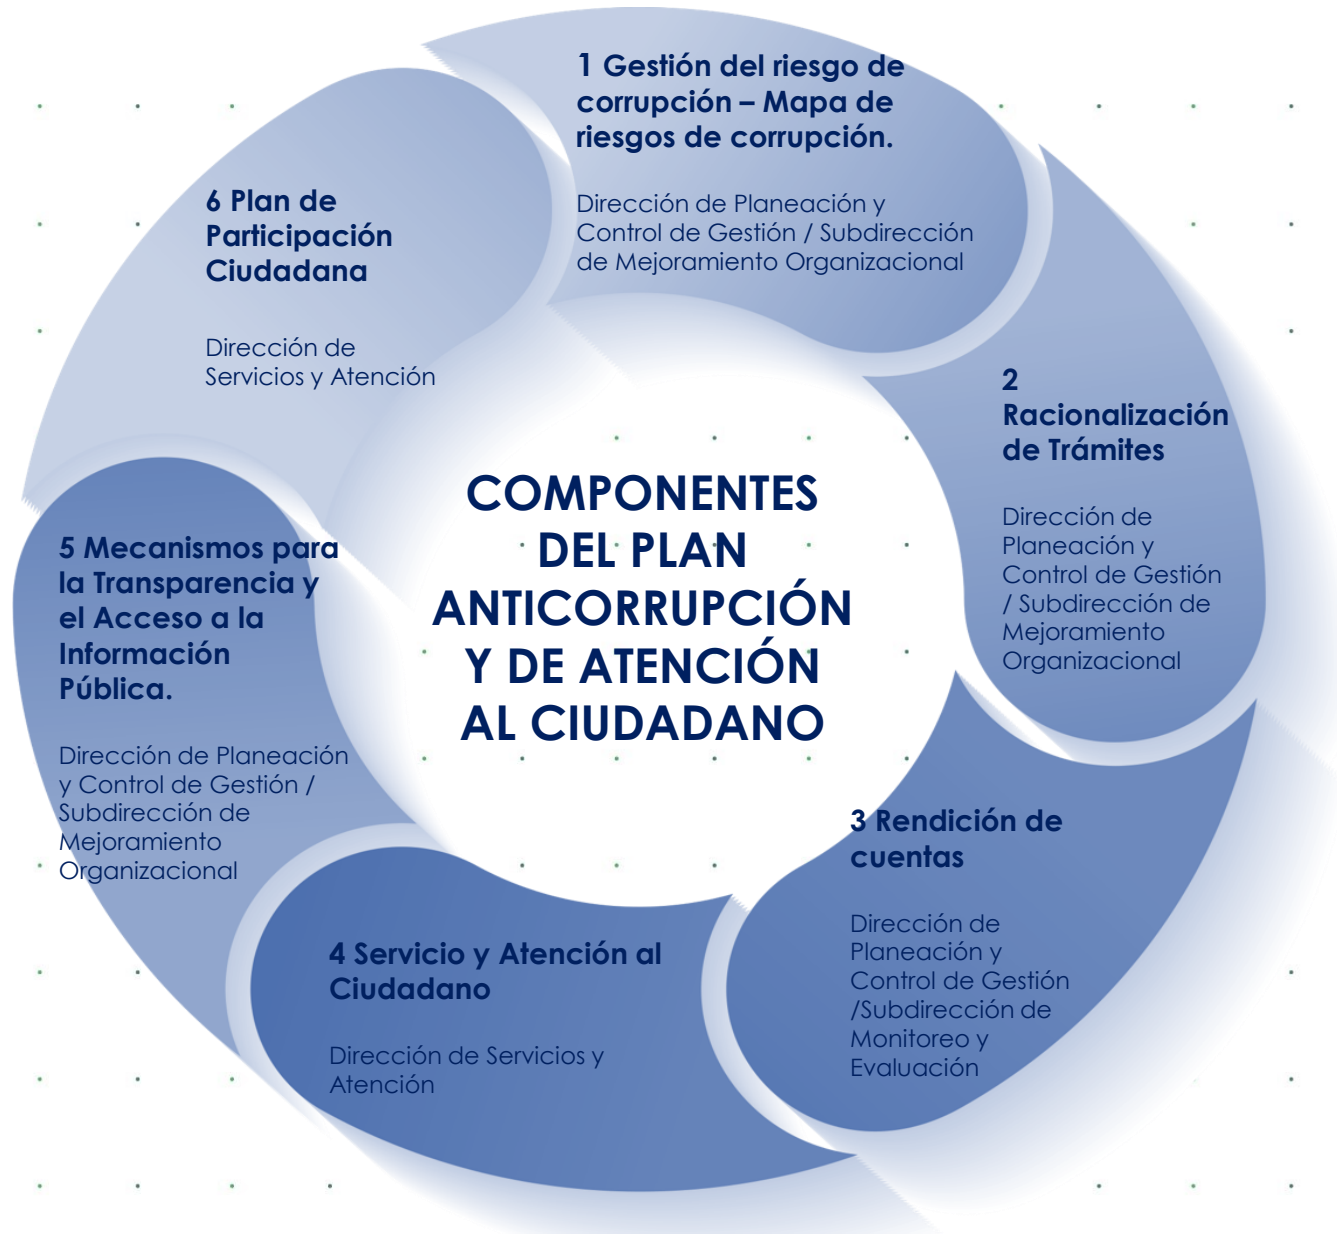 1 Gestión del riesgo de
corrupción – Mapa de
riesgos de corrupción.
Dirección de Planeación y
Control de Gestión / Subdirección
de Mejoramiento Organizacional
2
Racionalización
de Trámites
Dirección de
Planeación y
Control de Gestión
/ Subdirección de
Mejoramiento
Organizacional
3 Rendición de
cuentas
Dirección de
Planeación y
Control de Gestión
/Subdirección de
Monitoreo y
Evaluación
4 Servicio y Atención al
Ciudadano
Dirección de Servicios y
Atención
5 Mecanismos para
la Transparencia y
el Acceso a la
Información
Pública.
Dirección de Planeación
y Control de Gestión /
Subdirección de
Mejoramiento
Organizacional
6 Plan de
Participación
Ciudadana
Dirección de
Servicios y Atención
COMPONENTES
DEL PLAN
ANTICORRUPCIÓN
Y DE ATENCIÓN
AL CIUDADANO